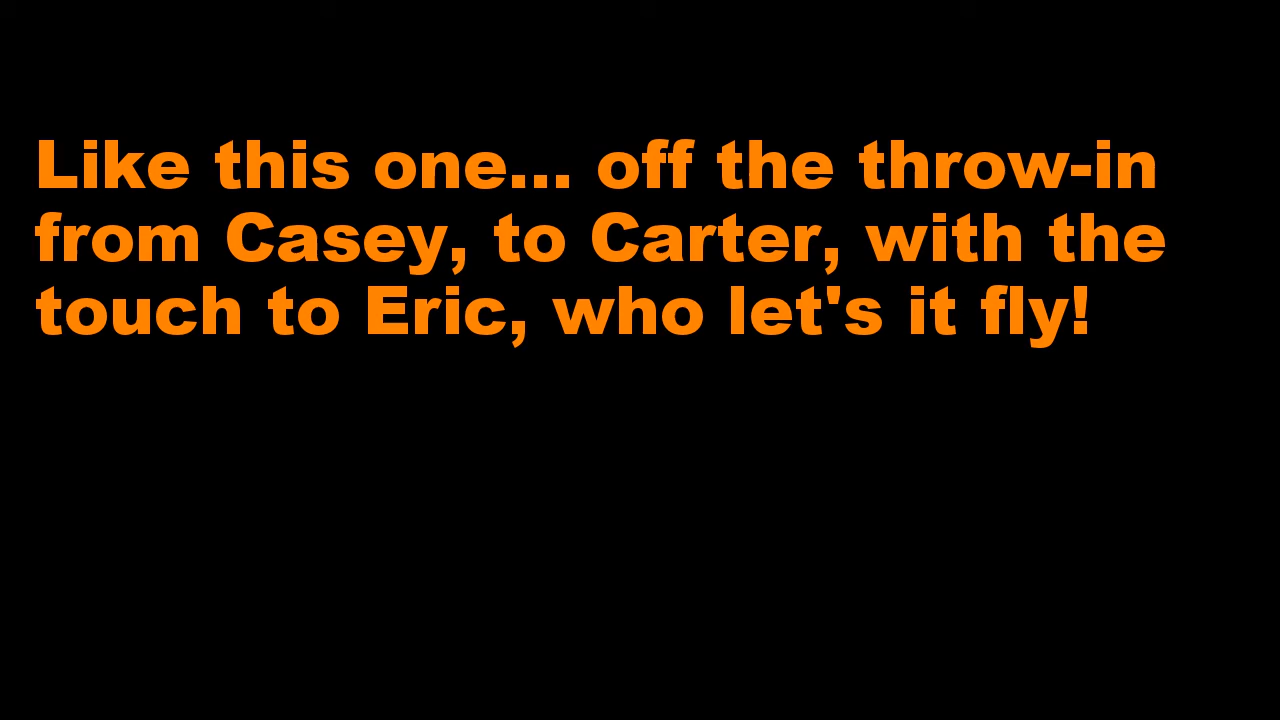 Like this one... off the throw-in
from Casey, to Carter, with the
touch to Eric, who let's it fly!